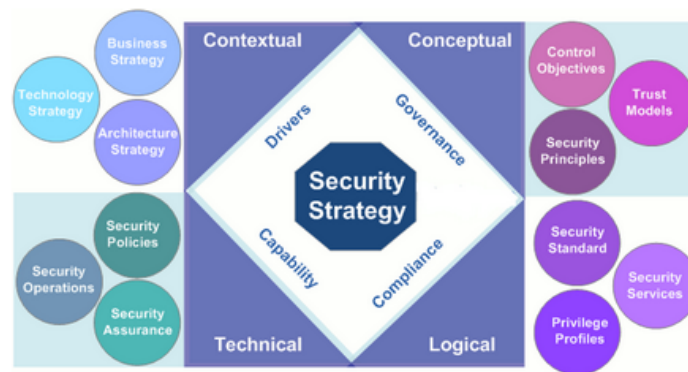 Business
Strategy
Technology
Strategy
Architecture
Strategy
Contextual
Conceptual
Control
Objectives
Trust
Models
Security
Principles
Drivers
Governance
Security
Strategy
Capability
Compliance
Security
Policies
Security
Operations
Security
Assurance
Technical
Logical
Security
Standard
Security
Services
Privilege
Profiles